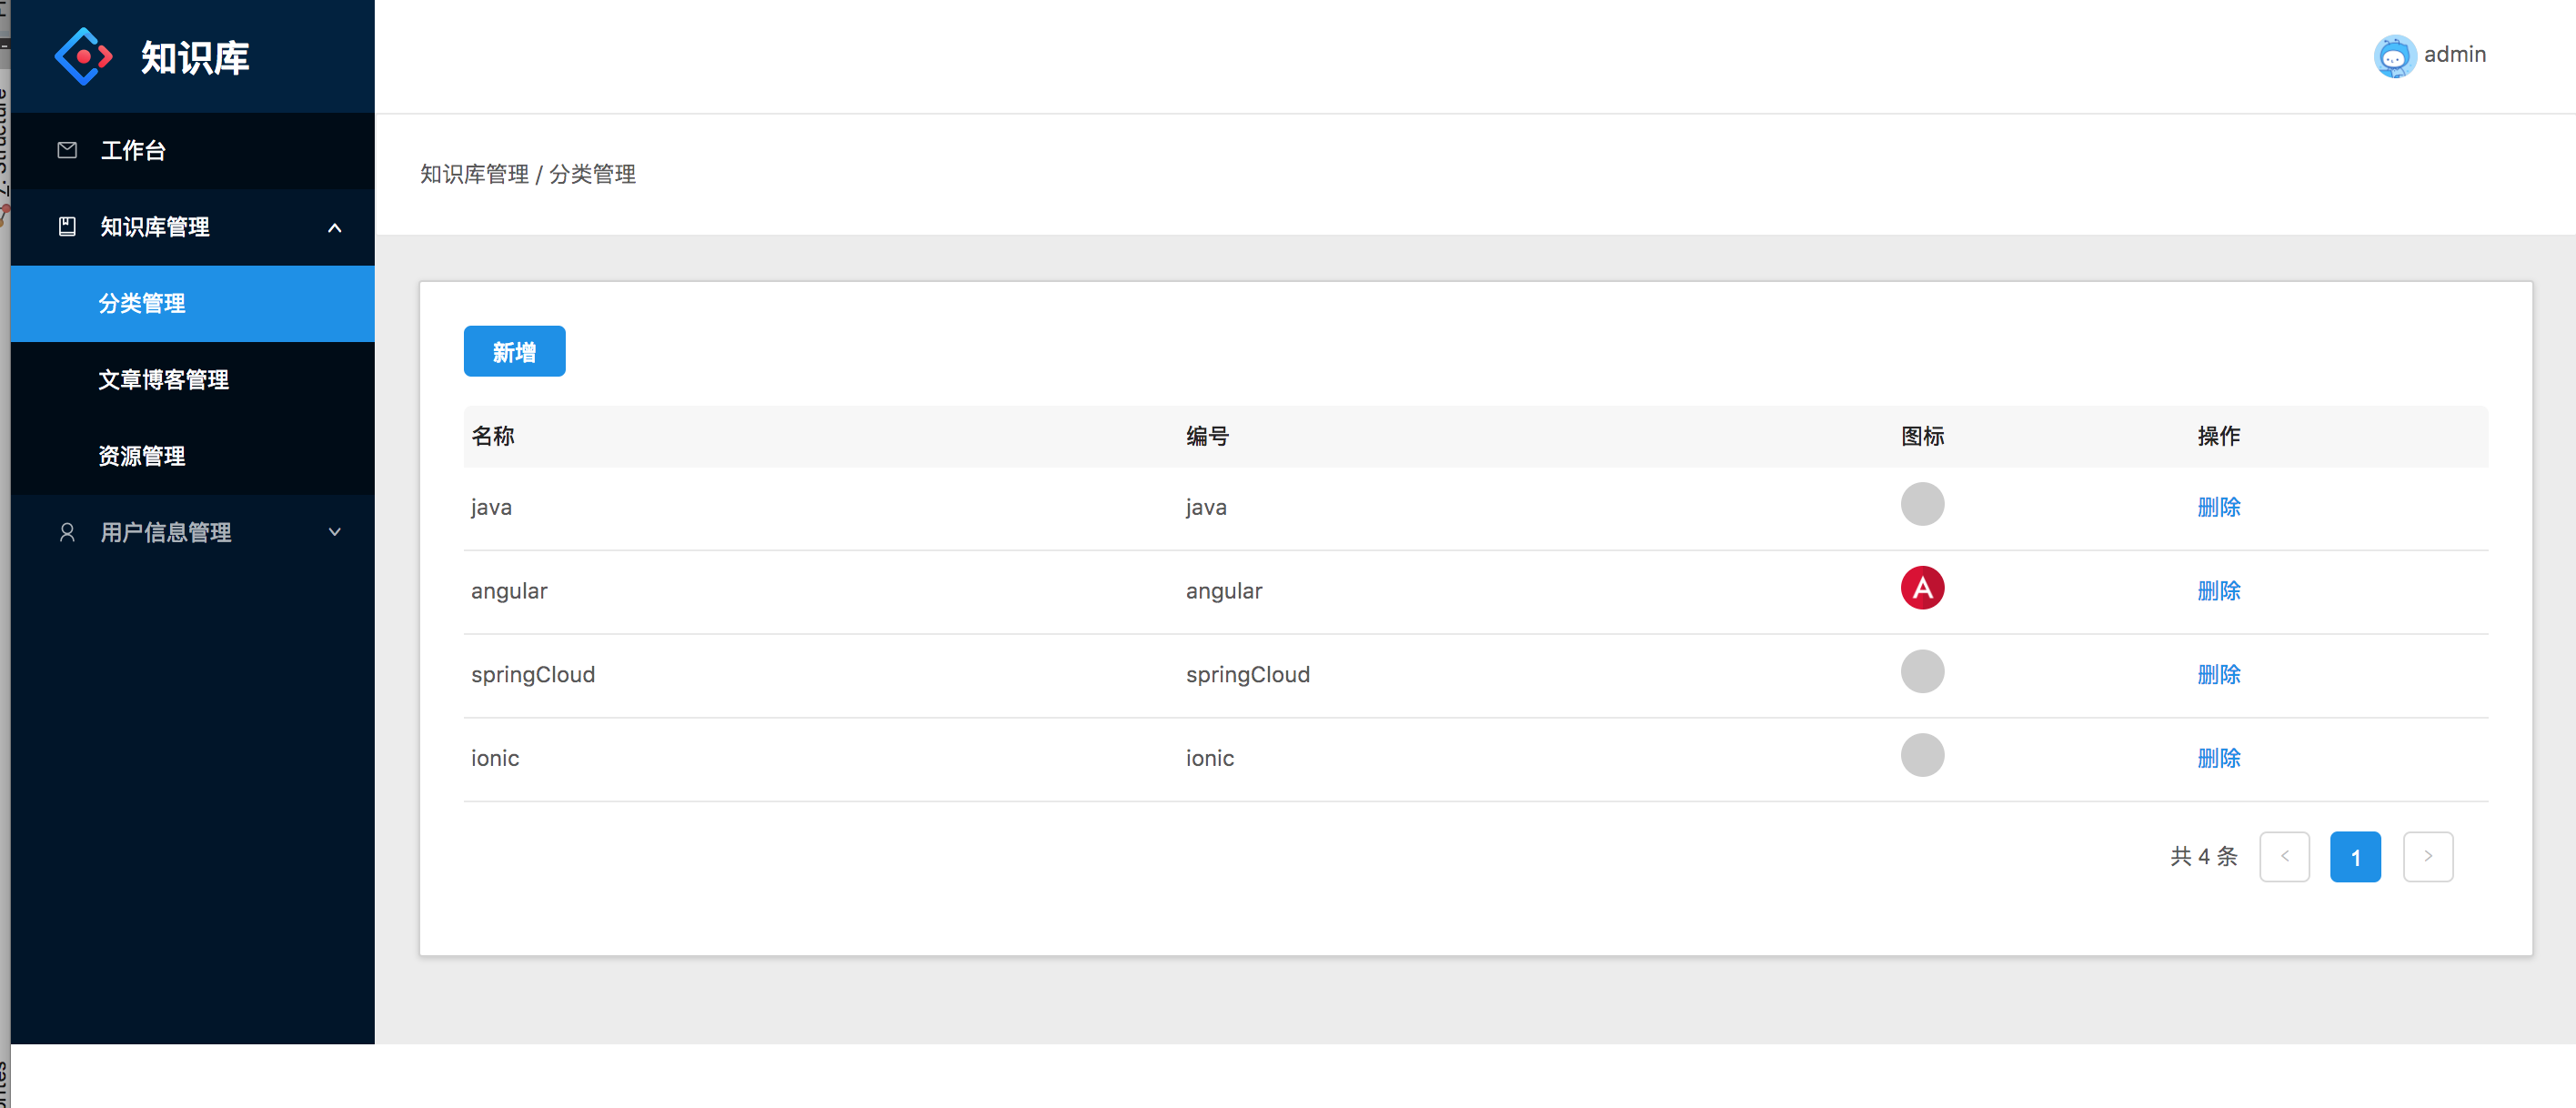 知识库
admin
Z: Structure
工作台
知识库管理 / 分类管理
知识库管理
分类管理
文章博客管理
资源管理
用户信息管理
新增
名称 编号 图标 操作
java java 删除
angular angular A 删除
springCloud springCloud 删除
ionic ionic 删除
共 4 条 < 1 >